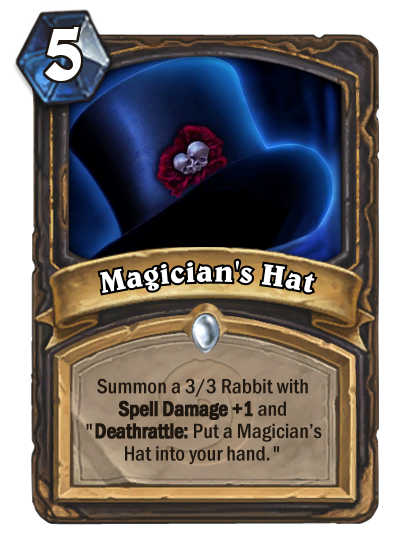 5
Magician's Hat
Summon a 3/3 Rabbit with
Spell Damage +1 and
"Deathrattle: Put a Magician's
Hat into your hand."